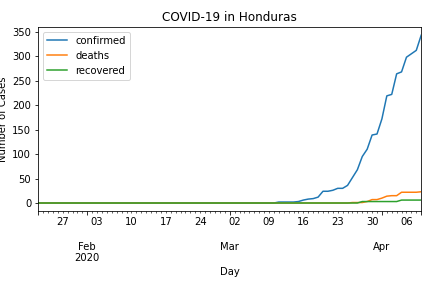 COVID-19 in Honduras
confirmed
deaths
recovered
Number of Cases
350
300
250
200
150
100
50
0
27 03 10 17 24 02 09 16 23 30 06
Feb Mar Apr
2020
Day